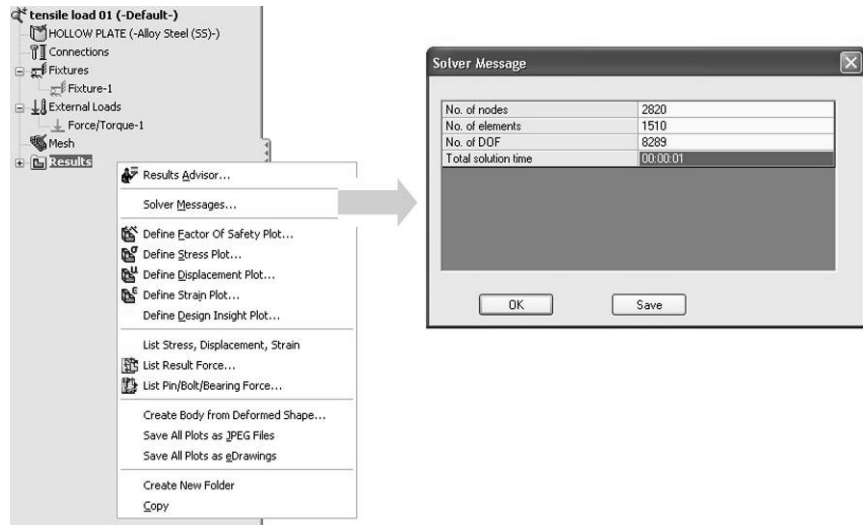 tensile load 01 (-Default-)
HOLLOW PLATE (-Alloy Steel (SS)-)
Connections
Fixtures
Fixture-1
External Loads
Force/Torque-1
Mesh
Results
Results Advisor...
Solver Messages...
Define Factor Of Safety Plot...
Define Stress Plot...
Define Displacement Plot...
Define Strain Plot...
Define Design Insight Plot...
List Stress, Displacement, Strain
List Result Force...
List Pin/Bolt/Bearing Force...
Create Body from Deformed Shape...
Save All Plots as JPEG Files
Save All Plots as eDrawings
Create New Folder
Copy
Solver Message
No. of nodes 2820
No. of elements 1510
No. of DOF 8289
Total solution time 00:00:01
OK Save